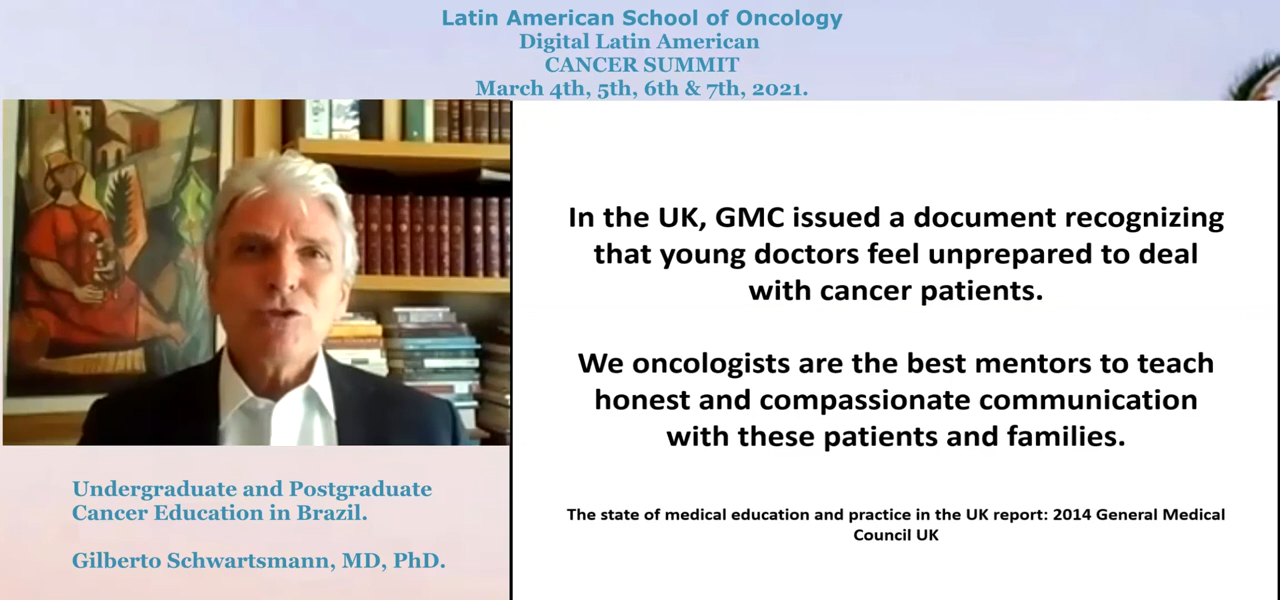 Latin American School of Oncology
Digital Latin American
CANCER SUMMIT
March 4th, 5th, 6th & 7th, 2021.
In the UK, GMC issued a document recognizing
that young doctors feel unprepared to deal
with cancer patients.
We oncologists are the best mentors to teach
honest and compassionate communication
with these patients and families.
The state of medical education and practice in the UK report: 2014 General Medical
Council UK
Undergraduate and Postgraduate
Cancer Education in Brazil.
Gilberto Schwartsmann, MD, PhD.